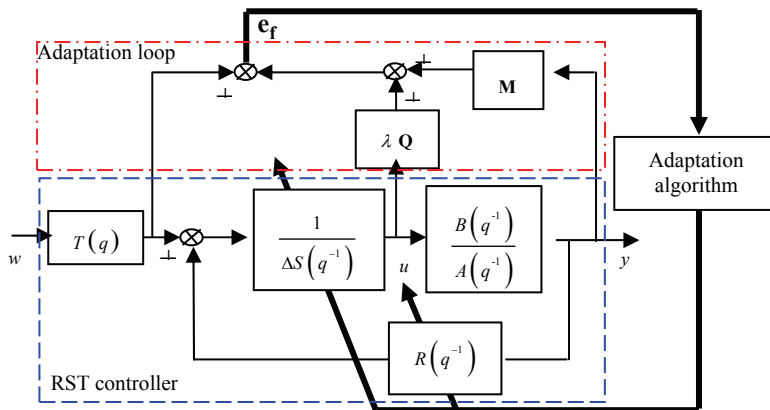 e_f
Adaptation loop
M
λ Q
Adaptation
algorithm
T(q)
1
ΔS(q^{-1})
B(q^{-1})
A(q^{-1})
w
u
y
R(q^{-1})
RST controller